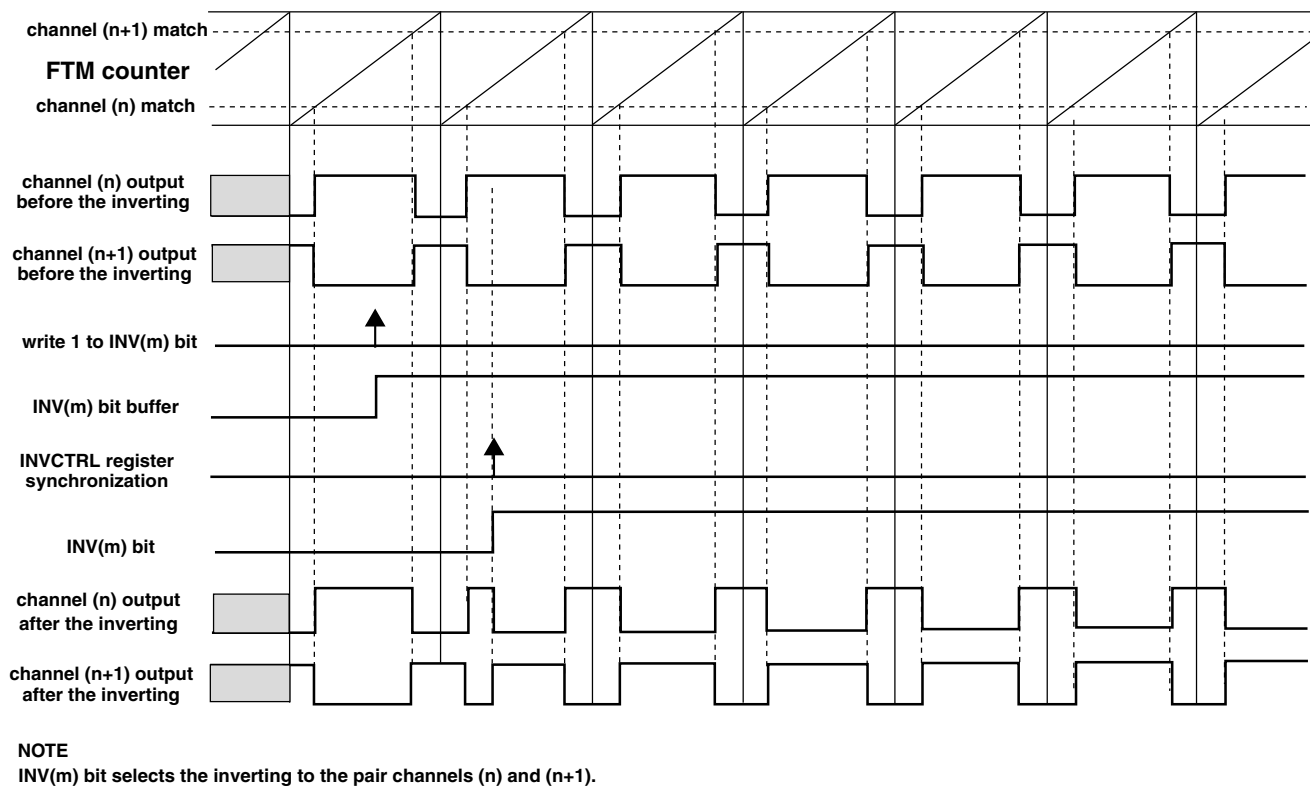 channel (n+1) match
FTM counter
channel (n) match
channel (n) output
before the inverting
channel (n+1) output
before the inverting
write 1 to INV(m) bit
INV(m) bit buffer
INVCTRL register
synchronization
INV(m) bit
channel (n) output
after the inverting
channel (n+1) output
after the inverting
NOTE
INV(m) bit selects the inverting to the pair channels (n) and (n+1).